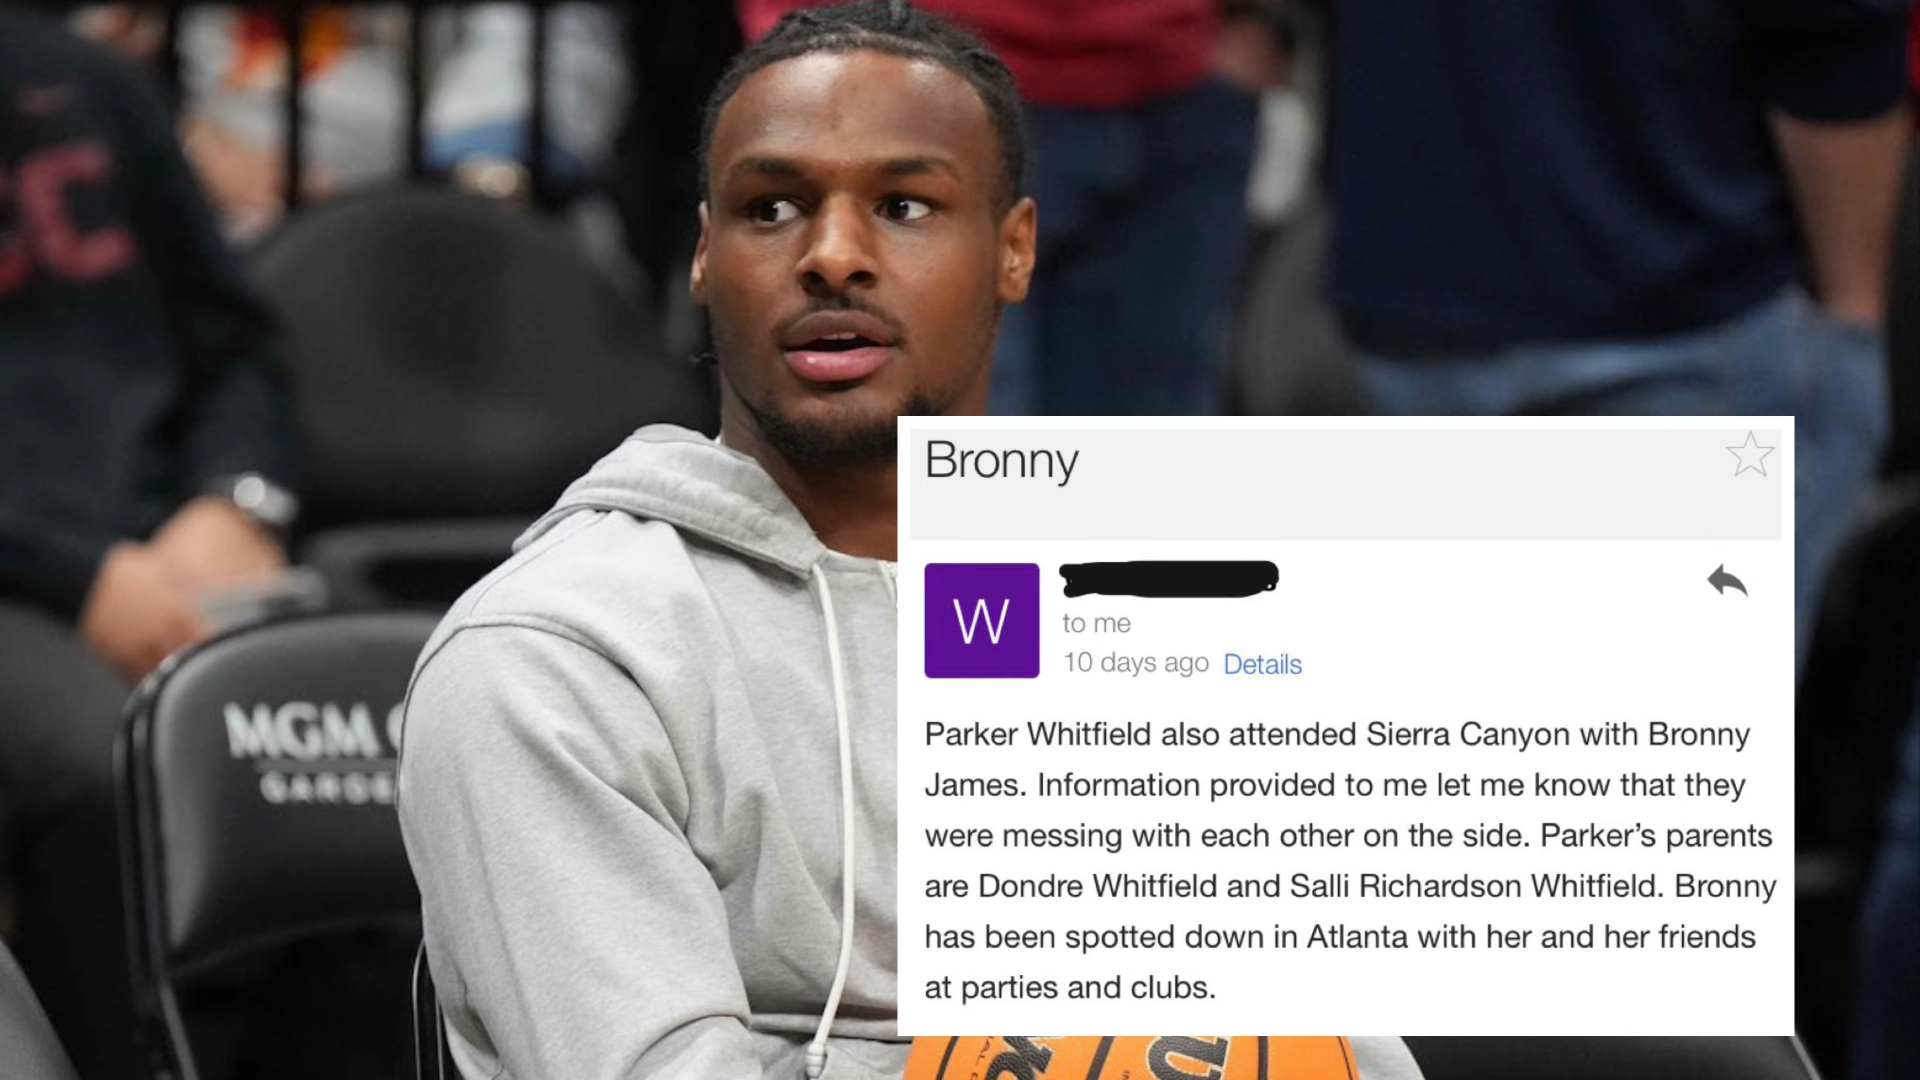 C
MGM
GARDE
Bronny
W
to me
10 days ago Details
Parker Whitfield also attended Sierra Canyon with Bronny
James. Information provided to me let me know that they
were messing with each other on the side. Parker’s parents
are Dondre Whitfield and Salli Richardson Whitfield. Bronny
has been spotted down in Atlanta with her and her friends
at parties and clubs.